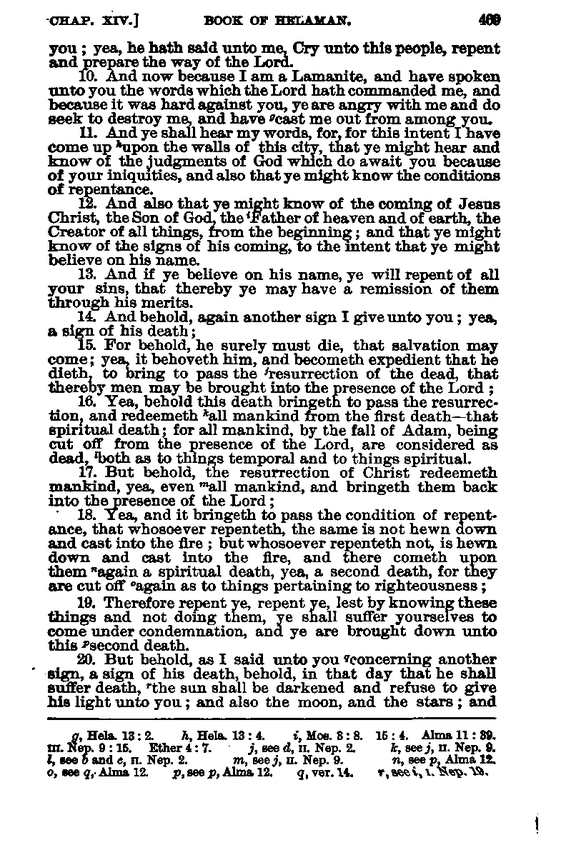 CHAP. XIV.] BOOK OF HELAMAN. 469
you ; yea, he hath said unto me, Cry unto this people, repent
and prepare the way of the Lord.
10. And now because I am a Lamanite, and have spoken
unto you the words which the Lord hath commanded me, and
because it was hard against you, ye are angry with me and do
seek to destroy me, and have ᵍcast me out from among you.
11. And ye shall hear my words, for, for this intent I have
come up ʰupon the walls of this city, that ye might hear and
know of the judgments of God which do await you because
of your iniquities, and also that ye might know the conditions
of repentance.
12. And also that ye might know of the coming of Jesus
Christ, the Son of God, the ⁱFather of heaven and of earth, the
Creator of all things, from the beginning ; and that ye might
know of the signs of his coming, to the intent that ye might
believe on his name.
13. And if ye believe on his name, ye will repent of all
your sins, that thereby ye may have a remission of them
through his merits.
14. And behold, again another sign I give unto you ; yea,
a sign of his death ;
15. For behold, he surely must die, that salvation may
come ; yea, it behoveth him, and becometh expedient that he
dieth, to bring to pass the ʲresurrection of the dead, that
thereby men may be brought into the presence of the Lord ;
16. Yea, behold this death bringeth to pass the resurrec-
tion, and redeemeth ᵏall mankind from the first death—that
spiritual death ; for all mankind, by the fall of Adam, being
cut off from the presence of the Lord, are considered as
dead, ˡboth as to things temporal and to things spiritual.
17. But behold, the resurrection of Christ redeemeth
mankind, yea, even ᵐall mankind, and bringeth them back
into the presence of the Lord ;
18. Yea, and it bringeth to pass the condition of repent-
ance, that whosoever repenteth, the same is not hewn down
and cast into the fire ; but whosoever repenteth not, is hewn
down and cast into the fire, and there cometh upon
them ⁿagain a spiritual death, yea, a second death, for they
are cut off ᵒagain as to things pertaining to righteousness ;
19. Therefore repent ye, repent ye, lest by knowing these
things and not doing them, ye shall suffer yourselves to
come under condemnation, and ye are brought down unto
this ᵖsecond death.
20. But behold, as I said unto you ᑫconcerning another
sign, a sign of his death, behold, in that day that he shall
suffer death, ʳthe sun shall be darkened and refuse to give
his light unto you ; and also the moon, and the stars ; and
g, Hela. 13 : 2. h, Hela. 13 : 4. i, Mos. 3 : 8. 15 : 4. Alma 11 : 39.
III. Nep. 9 : 15. Ether 4 : 7. j, see d, II. Nep. 2. k, see j, II. Nep. 9.
l, see b and e, II. Nep. 2. m, see j, II. Nep. 9. n, see p, Alma 12.
o, see q, Alma 12. p, see p, Alma 12. q, ver. 14. r, see i, I. Nep. 19.